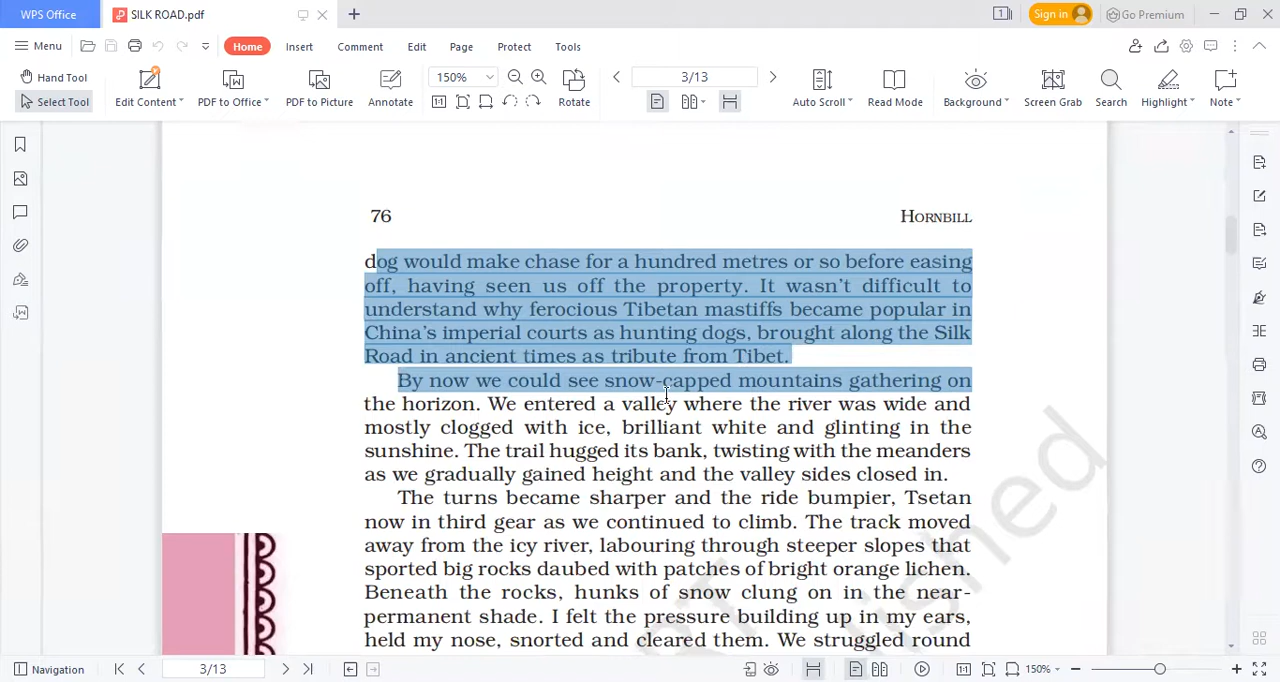 WPS Office
SILK ROAD.pdf
Sign in
Go Premium
Menu
Home
Insert
Comment
Edit
Page
Protect
Tools
Hand Tool
Select Tool
Edit Content
PDF to Office
PDF to Picture
Annotate
150%
Rotate
3/13
Auto Scroll
Read Mode
Background
Screen Grab
Search
Highlight
Note
76 HORNBILL
dog would make chase for a hundred metres or so before easing
off, having seen us off the property. It wasn't difficult to
understand why ferocious Tibetan mastiffs became popular in
China's imperial courts as hunting dogs, brought along the Silk
Road in ancient times as tribute from Tibet.
By now we could see snow-capped mountains gathering on
the horizon. We entered a valley where the river was wide and
mostly clogged with ice, brilliant white and glinting in the
sunshine. The trail hugged its bank, twisting with the meanders
as we gradually gained height and the valley sides closed in.
The turns became sharper and the ride bumpier, Tsetan
now in third gear as we continued to climb. The track moved
away from the icy river, labouring through steeper slopes that
sported big rocks daubed with patches of bright orange lichen.
Beneath the rocks, hunks of snow clung on in the near-
permanent shade. I felt the pressure building up in my ears,
held my nose, snorted and cleared them. We struggled round
Navigation
3/13
150%